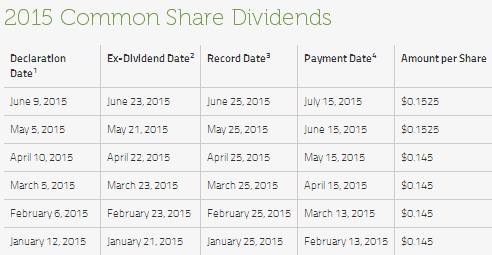 2015 Common Share Dividends
Declaration Date¹ Ex-Dividend Date² Record Date³ Payment Date⁴ Amount per Share
June 9, 2015 June 23, 2015 June 25, 2015 July 15, 2015 $0.1525
May 5, 2015 May 21, 2015 May 25, 2015 June 15, 2015 $0.1525
April 10, 2015 April 22, 2015 April 25, 2015 May 15, 2015 $0.145
March 5, 2015 March 23, 2015 March 25, 2015 April 15, 2015 $0.145
February 6, 2015 February 23, 2015 February 25, 2015 March 13, 2015 $0.145
January 12, 2015 January 21, 2015 January 25, 2015 February 13, 2015 $0.145